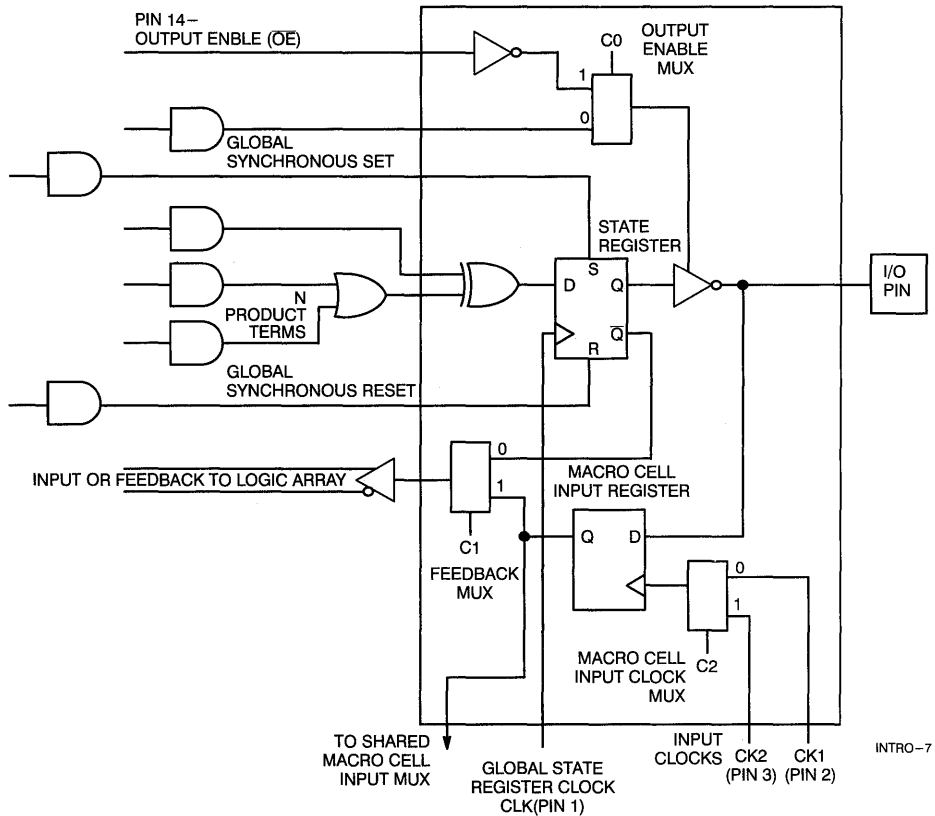 PIN 14–
OUTPUT ENBLE (O̅E̅)
C0
OUTPUT
ENABLE
MUX
1
0
GLOBAL
SYNCHRONOUS SET
STATE
REGISTER
S
D
Q
Q̅
R
I/O
PIN
N
PRODUCT
TERMS
GLOBAL
SYNCHRONOUS RESET
INPUT OR FEEDBACK TO LOGIC ARRAY
0
1
C1
FEEDBACK
MUX
MACRO CELL
INPUT REGISTER
Q
D
0
1
C2
MACRO CELL
INPUT CLOCK
MUX
TO SHARED
MACRO CELL
INPUT MUX
GLOBAL STATE
REGISTER CLOCK
CLK(PIN 1)
INPUT
CLOCKS
CK2
(PIN 3)
CK1
(PIN 2)
INTRO–7